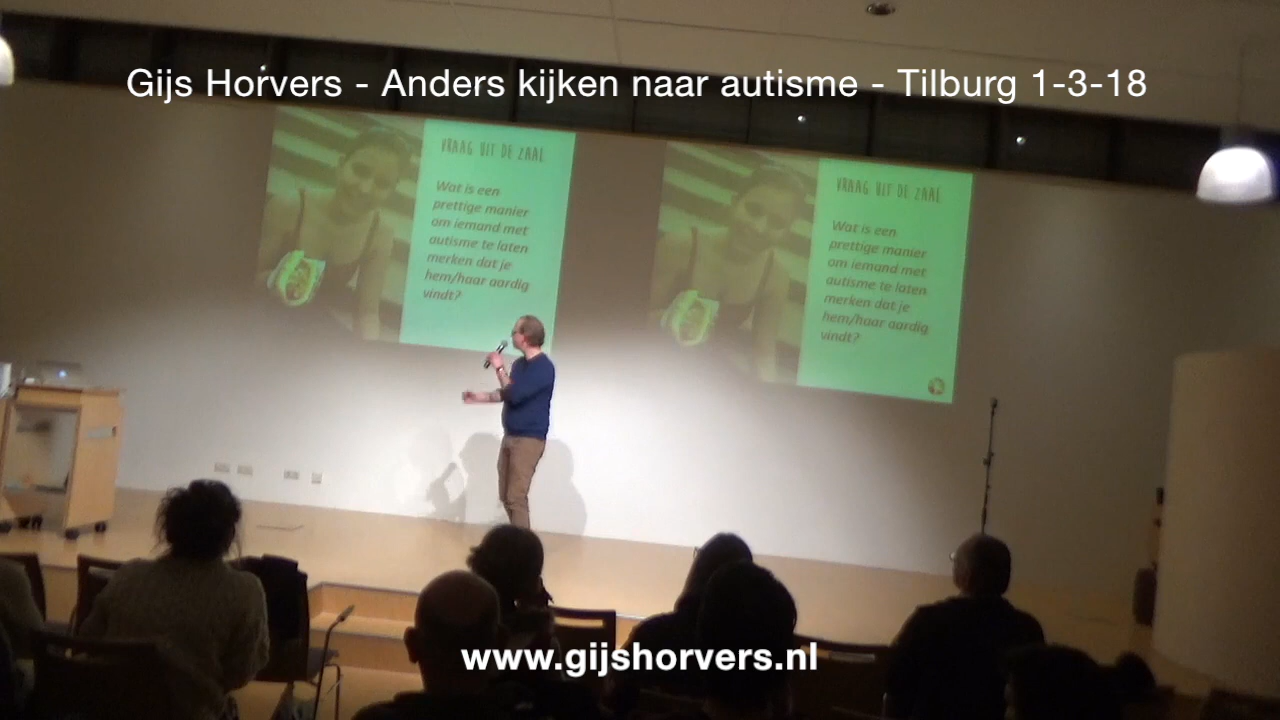 Gijs Horvers - Anders kijken naar autisme - Tilburg 1-3-18
VRAAG UIT DE ZAAL
Wat is een
prettige manier
om iemand met
autisme te laten
merken dat je
hem/haar aardig
vindt?
VRAAG UIT DE ZAAL
Wat is een
prettige manier
om iemand met
autisme te laten
merken dat je
hem/haar aardig
vindt?
www.gijshorvers.nl